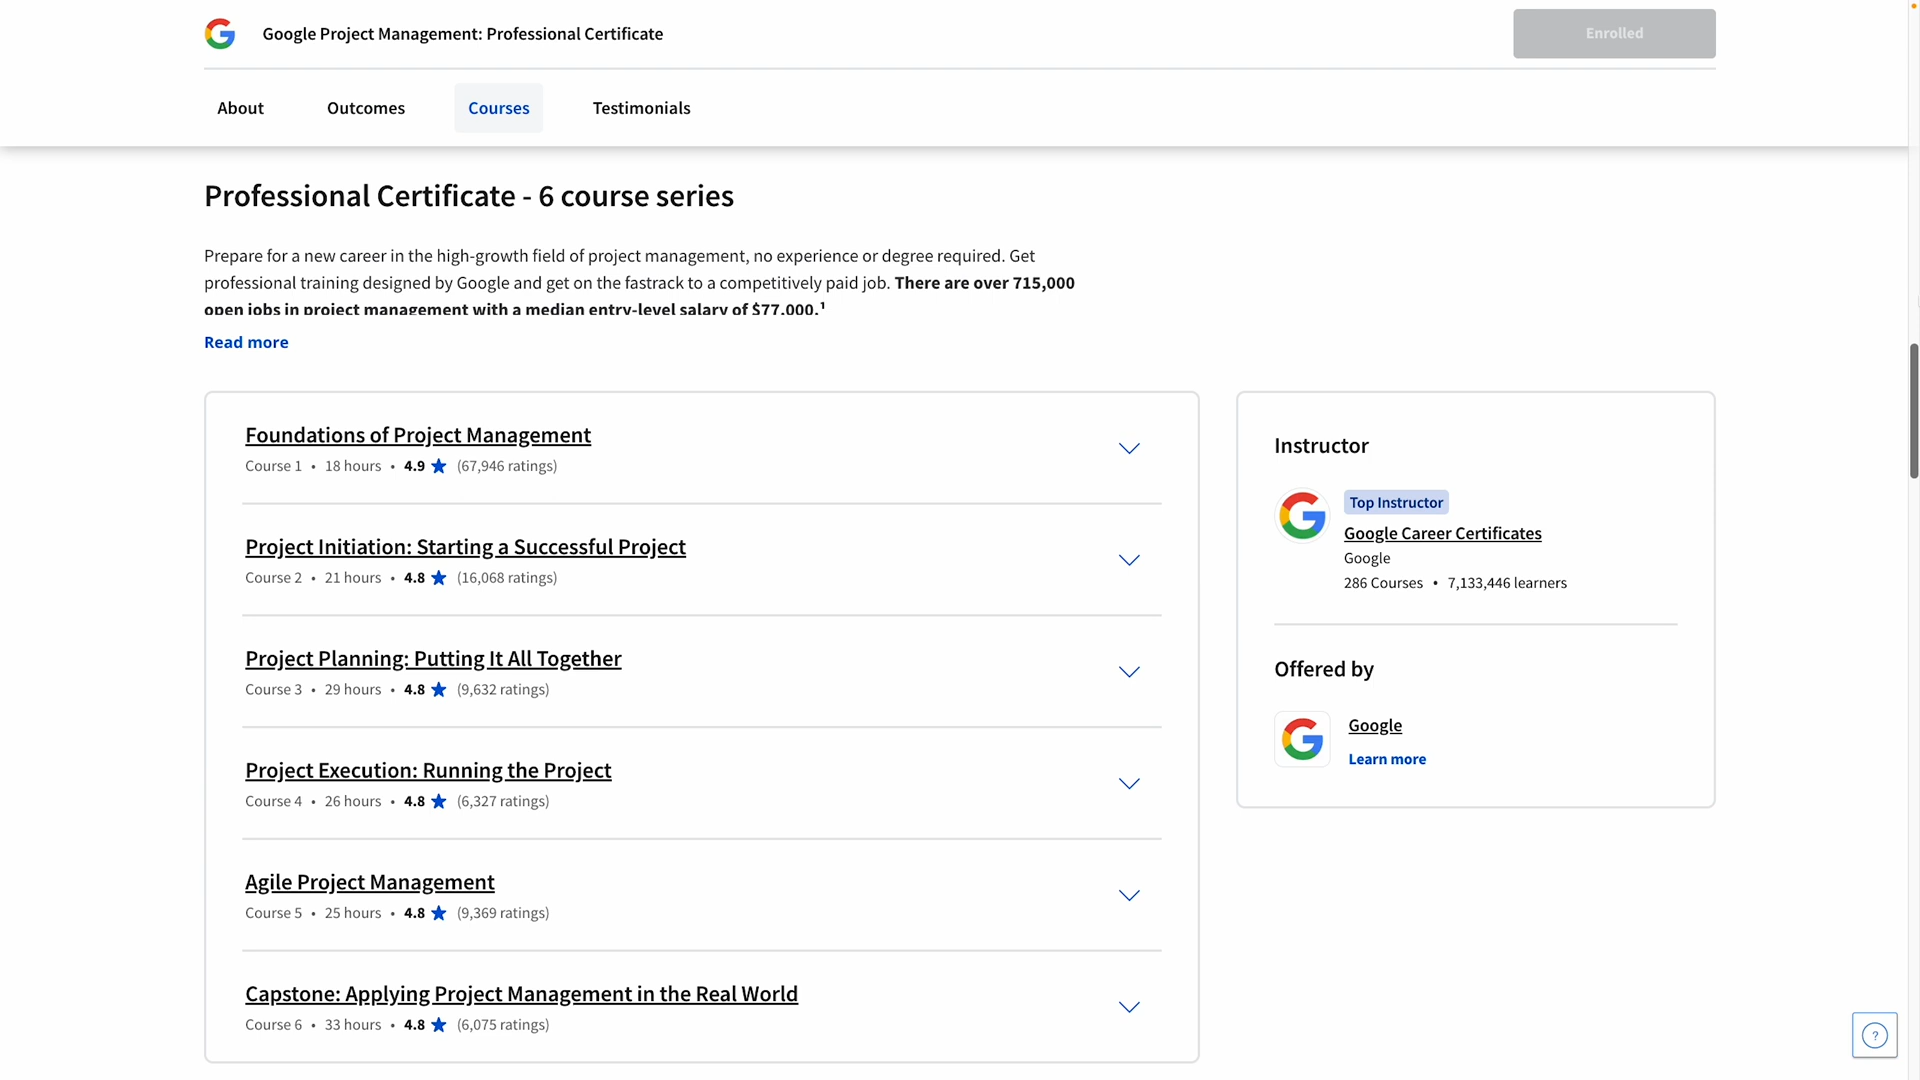 Google Project Management: Professional Certificate
Enrolled
About
Outcomes
Courses
Testimonials
Professional Certificate - 6 course series
Prepare for a new career in the high-growth field of project management, no experience or degree required. Get
professional training designed by Google and get on the fastrack to a competitively paid job. There are over 715,000
open jobs in project management with a median entry-level salary of $77,000.¹
Read more
Foundations of Project Management
Course 1 • 18 hours • 4.9 ★ (67,946 ratings)
Project Initiation: Starting a Successful Project
Course 2 • 21 hours • 4.8 ★ (16,068 ratings)
Project Planning: Putting It All Together
Course 3 • 29 hours • 4.8 ★ (9,632 ratings)
Project Execution: Running the Project
Course 4 • 26 hours • 4.8 ★ (6,327 ratings)
Agile Project Management
Course 5 • 25 hours • 4.8 ★ (9,369 ratings)
Capstone: Applying Project Management in the Real World
Course 6 • 33 hours • 4.8 ★ (6,075 ratings)
Instructor
Top Instructor
Google Career Certificates
Google
286 Courses • 7,133,446 learners
Offered by
Google
Learn more
?